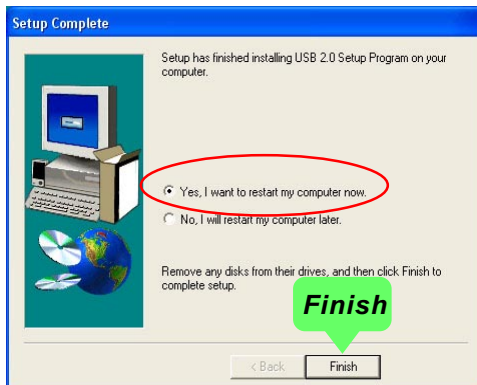 Setup Complete
Setup has finished installing USB 2.0 Setup Program on your
computer.
Yes, I want to restart my computer now.
No, I will restart my computer later.
Remove any disks from their drives, and then click Finish to
complete setup.
Finish
< Back
Finish